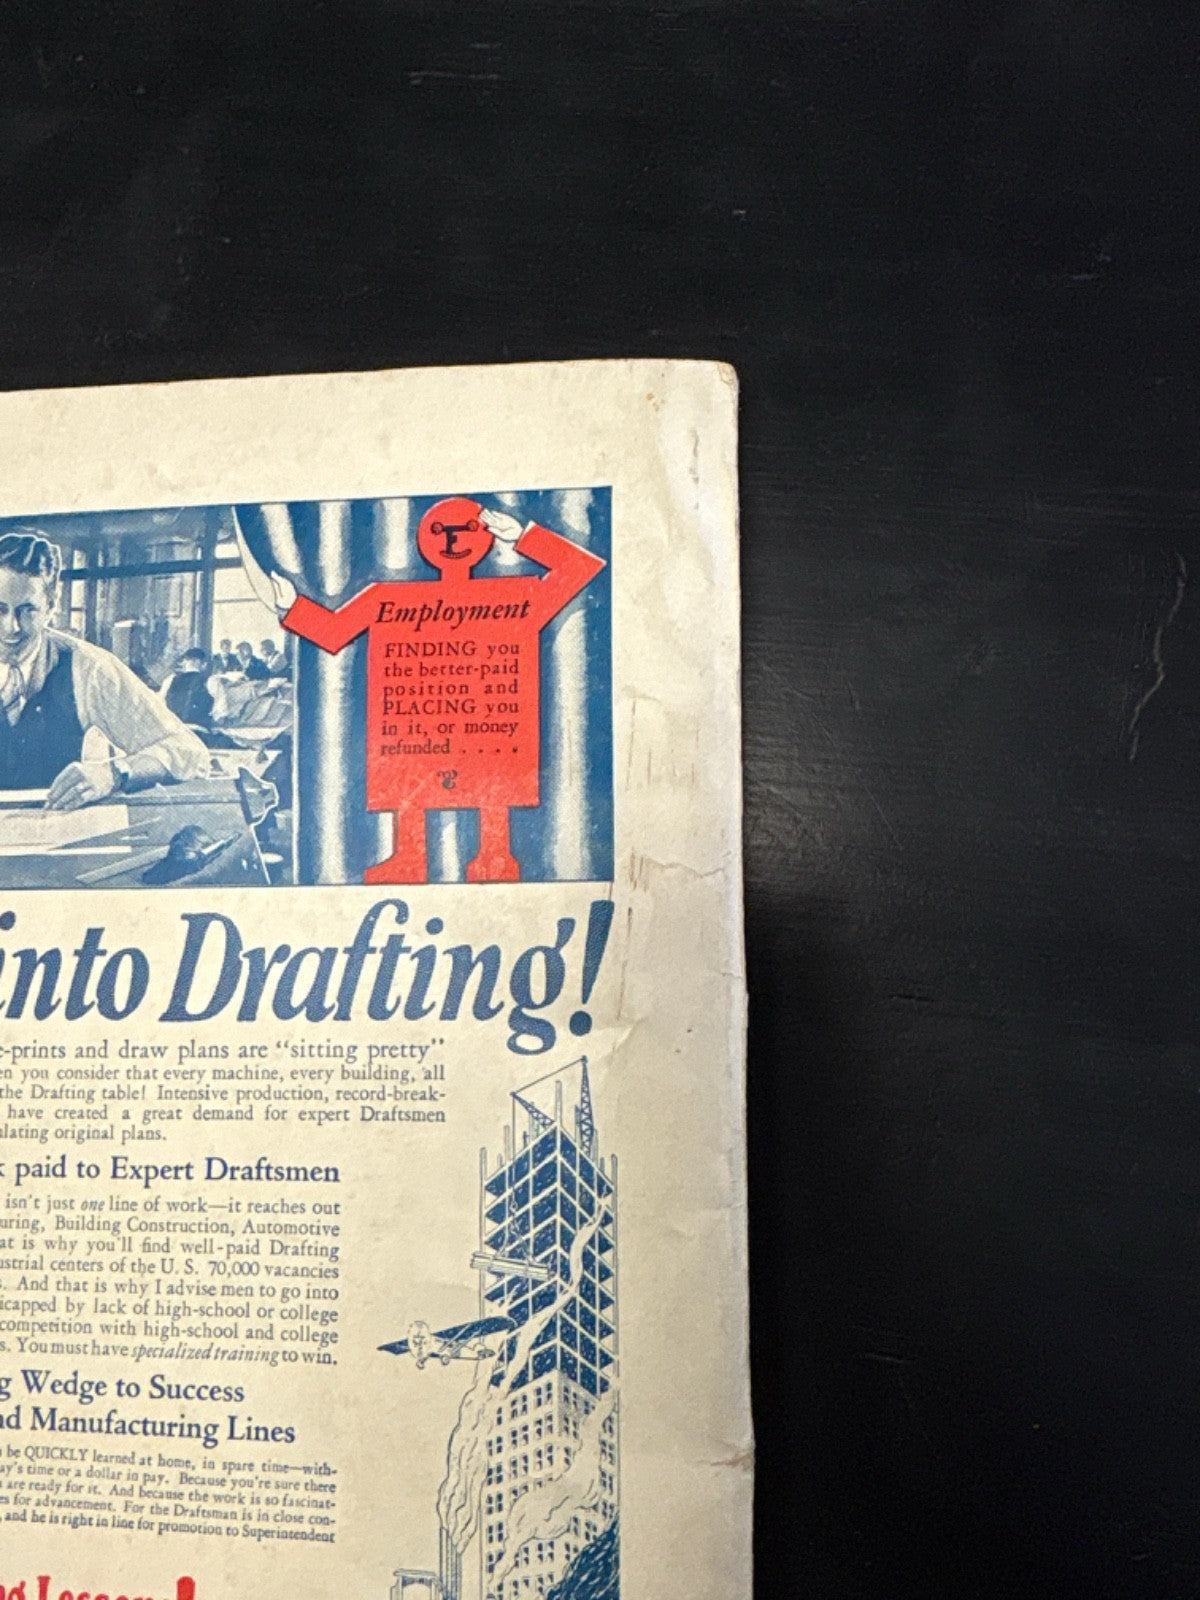 E
Employment
FINDING you
the better-paid
position and
PLACING you
in it, or money
refunded . . . .
into Drafting!
e-prints and draw plans are "sitting pretty"
en you consider that every machine, every building, all
the Drafting table! Intensive production, record-break-
have created a great demand for expert Draftsmen
lating original plans.
k paid to Expert Draftsmen
isn't just one line of work—it reaches out
uring, Building Construction, Automotive
at is why you'll find well-paid Drafting
ustrial centers of the U. S. 70,000 vacancies
s. And that is why I advise men to go into
icapped by lack of high-school or college
competition with high-school and college
s. You must have specialized training to win.
g Wedge to Success
nd Manufacturing Lines
be QUICKLY learned at home, in spare time—with-
ay's time or a dollar in pay. Because you're sure there
are ready for it. And because the work is so fascinat-
es for advancement. For the Draftsman is in close con-
, and he is right in line for promotion to Superintendent